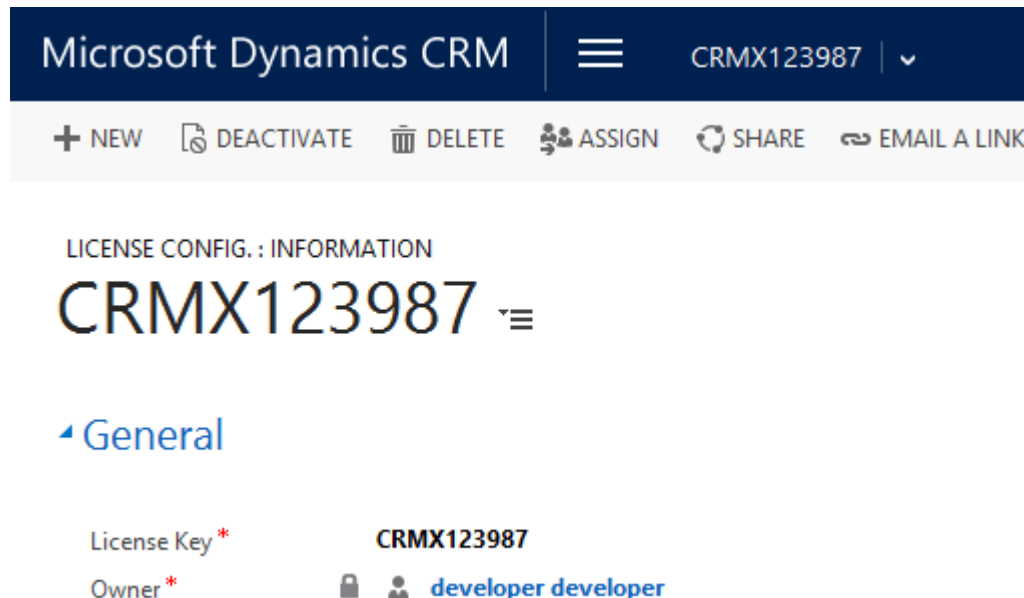 Microsoft Dynamics CRM CRMX123987
NEW DEACTIVATE DELETE ASSIGN SHARE EMAIL A LINK
LICENSE CONFIG. : INFORMATION
CRMX123987
General
License Key* CRMX123987
Owner* developer developer